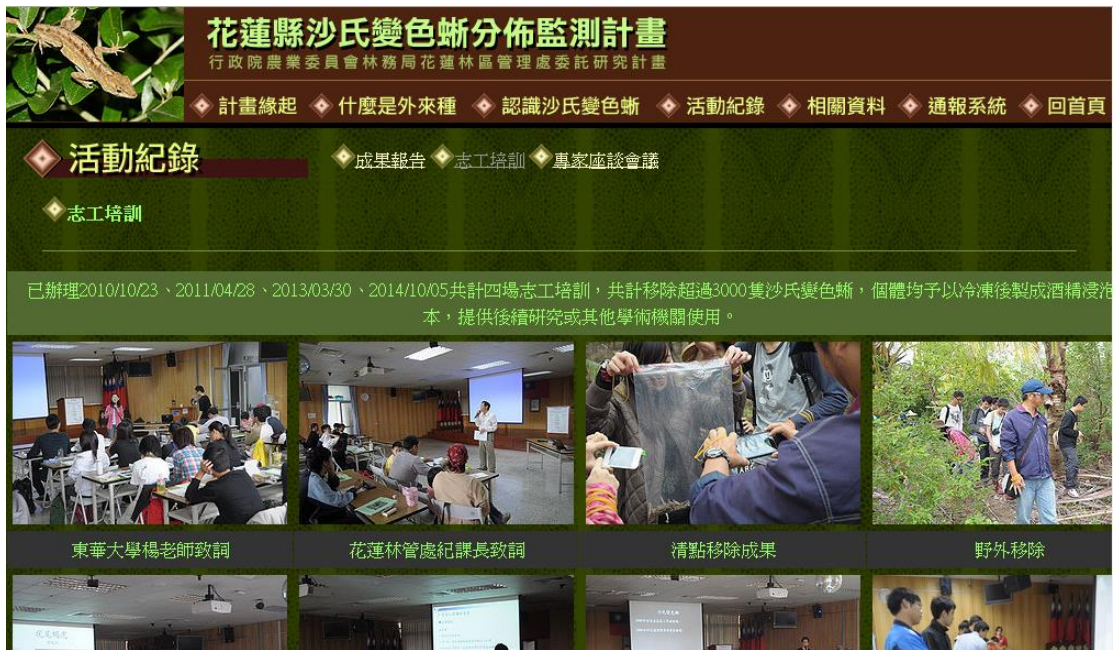 花蓮縣沙氏變色蜥分佈監測計畫
行政院農業委員會林務局花蓮林區管理處委託研究計畫
計畫緣起 什麼是外來種 認識沙氏變色蜥 活動紀錄 相關資料 通報系統 回首頁
活動紀錄 成果報告 志工培訓 專家座談會議
志工培訓
已辦理2010/10/23、2011/04/28、2013/03/30、2014/10/05共計四場志工培訓，共計移除超過3000隻沙氏變色蜥，個體均予以冷凍後製成酒精浸泡
本，提供後續研究或其他學術機關使用。
東華大學楊老師致詞 花蓮林管處紀課長致詞 清點移除成果 野外移除